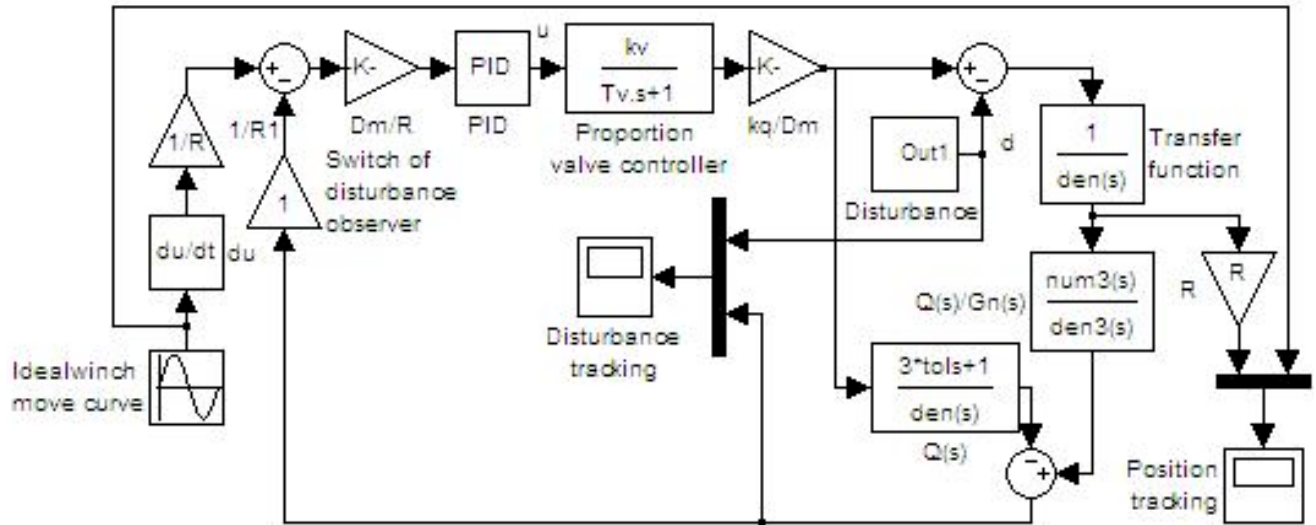 u
+
−
K-
PID
kv
Tv.s+1
K-
+
−
1/R
1/R1
Dm/R
PID
Proportion
valve controller
kq/Dm
Out1
d
1
den(s)
Transfer
function
Switch of
disturbance
observer
1
Disturbance
du/dt
du
Q(s)/Gn(s)
num3(s)
den3(s)
R
R
Disturbance
tracking
Idealwinch
move curve
3*tols+1
den(s)
Q(s)
−
+
Position
tracking